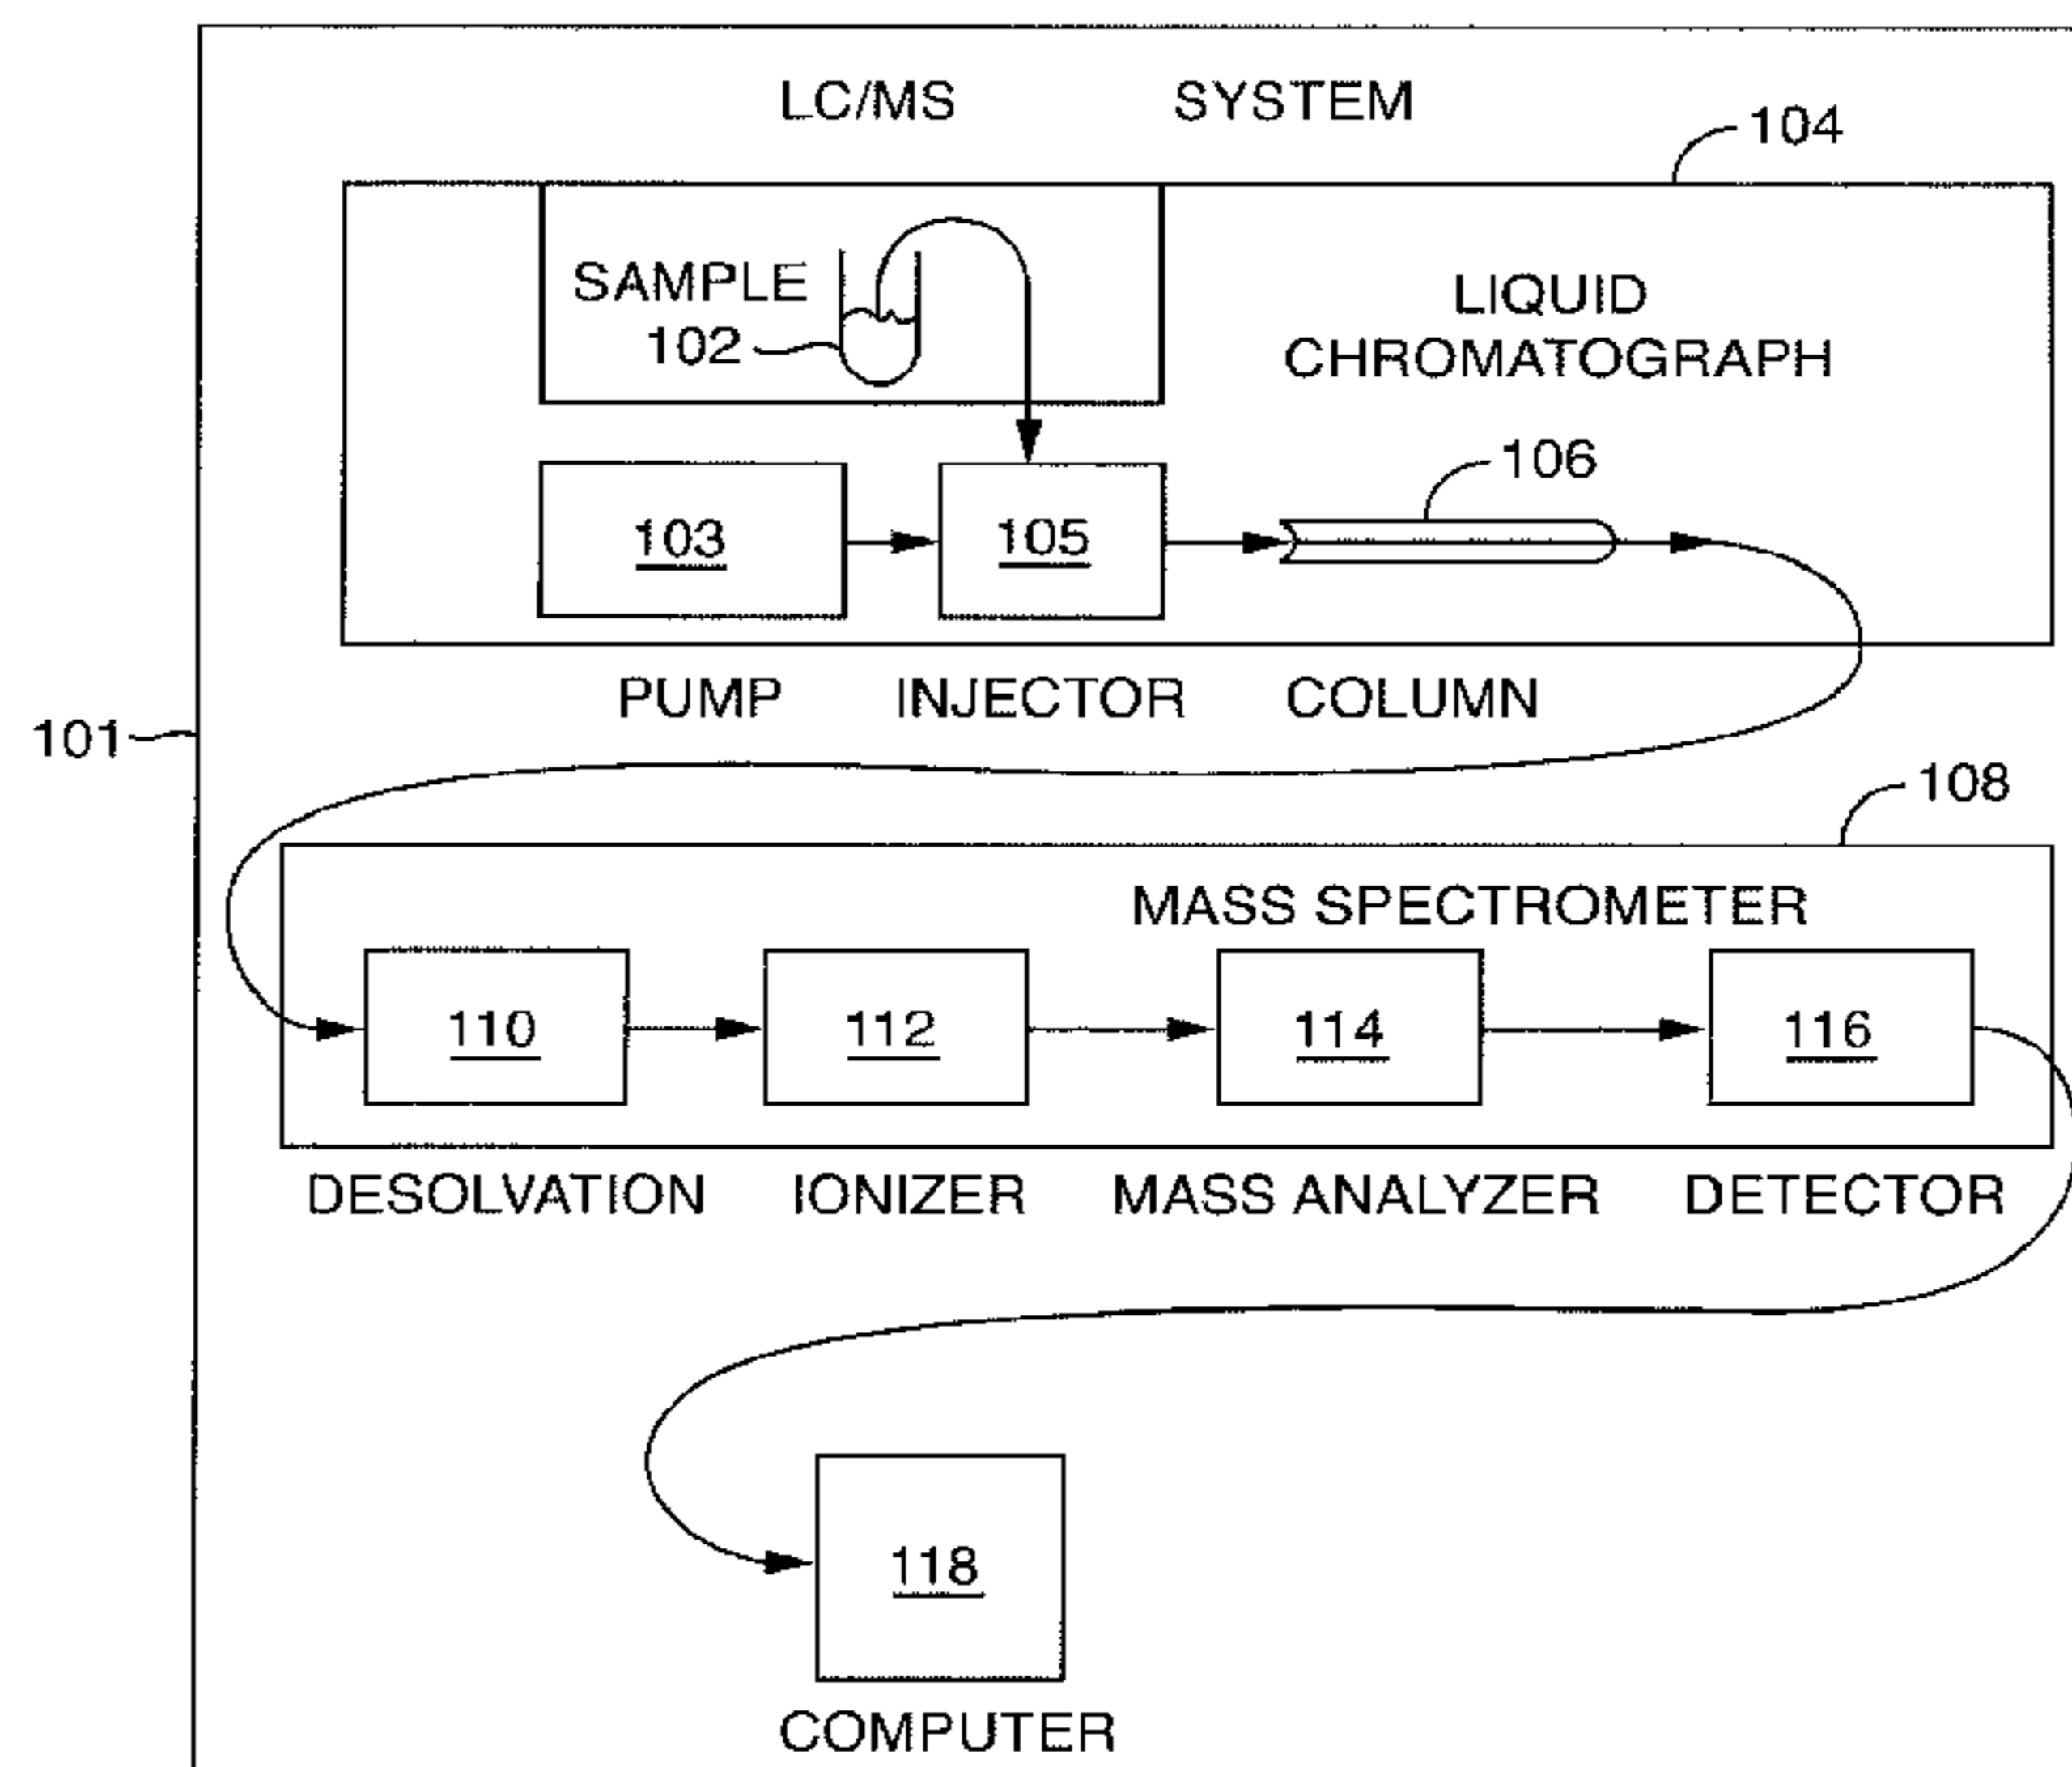 LC/MS SYSTEM
104
SAMPLE
102
LIQUID
CHROMATOGRAPH
106
103
105
PUMP INJECTOR COLUMN
101
108
MASS SPECTROMETER
110
112
114
116
DESOLVATION IONIZER MASS ANALYZER DETECTOR
118
COMPUTER